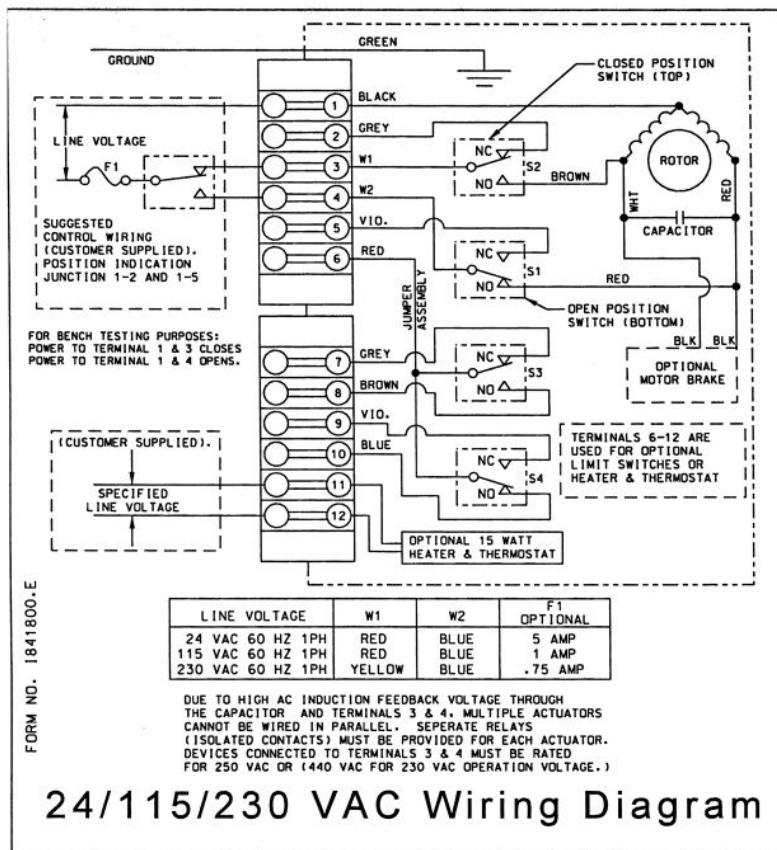 GREEN
GROUND
CLOSED POSITION
SWITCH (TOP)
1
BLACK
2
GREY
LINE VOLTAGE
F1
3
W1
NC
NO
S2
BROWN
ROTOR
4
W2
WHT
RED
CAPACITOR
SUGGESTED
CONTROL WIRING
(CUSTOMER SUPPLIED).
POSITION INDICATION
JUNCTION 1-2 AND 1-5
5
VIO.
6
RED
NC
NO
S1
RED
JUMPER
ASSEMBLY
OPEN POSITION
SWITCH (BOTTOM)
BLK
BLK
OPTIONAL
MOTOR BRAKE
FOR BENCH TESTING PURPOSES:
POWER TO TERMINAL 1 & 3 CLOSES
POWER TO TERMINAL 1 & 4 OPENS.
7
GREY
8
BROWN
NC
NO
S3
9
VIO.
10
BLUE
NC
NO
S4
TERMINALS 6-12 ARE
USED FOR OPTIONAL
LIMIT SWITCHES OR
HEATER & THERMOSTAT
(CUSTOMER SUPPLIED).
SPECIFIED
LINE VOLTAGE
11
12
OPTIONAL 15 WATT
HEATER & THERMOSTAT
FORM NO. 1841800.E
LINE VOLTAGE W1 W2 F1 OPTIONAL
24 VAC 60 HZ 1PH RED BLUE 5 AMP
115 VAC 60 HZ 1PH RED BLUE 1 AMP
230 VAC 60 HZ 1PH YELLOW BLUE .75 AMP
DUE TO HIGH AC INDUCTION FEEDBACK VOLTAGE THROUGH
THE CAPACITOR AND TERMINALS 3 & 4. MULTIPLE ACTUATORS
CANNOT BE WIRED IN PARALLEL. SEPERATE RELAYS
(ISOLATED CONTACTS) MUST BE PROVIDED FOR EACH ACTUATOR.
DEVICES CONNECTED TO TERMINALS 3 & 4 MUST BE RATED
FOR 250 VAC OR (440 VAC FOR 230 VAC OPERATION VOLTAGE.)
24/115/230 VAC Wiring Diagram